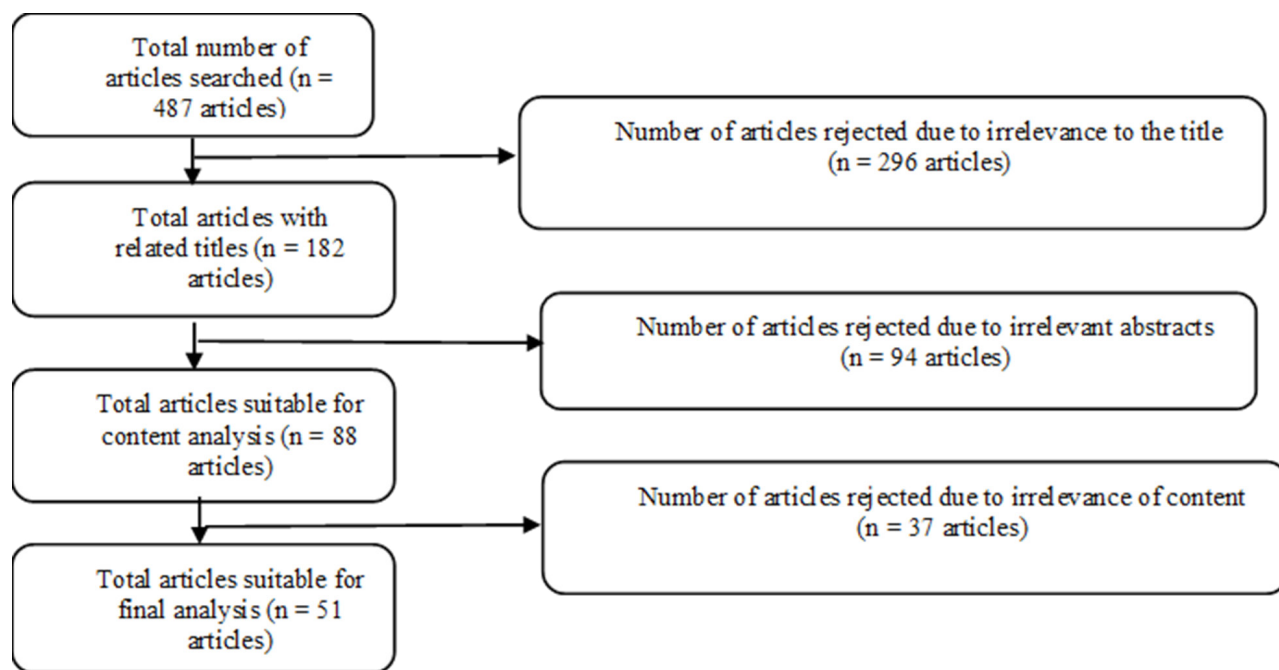 Total number of
articles searched (n =
487 articles)
Number of articles rejected due to irrelevance to the title
(n = 296 articles)
Total articles with
related titles (n = 182
articles)
Number of articles rejected due to irrelevant abstracts
(n = 94 articles)
Total articles suitable for
content analysis (n = 88
articles)
Number of articles rejected due to irrelevance of content
(n = 37 articles)
Total articles suitable for
final analysis (n = 51
articles)